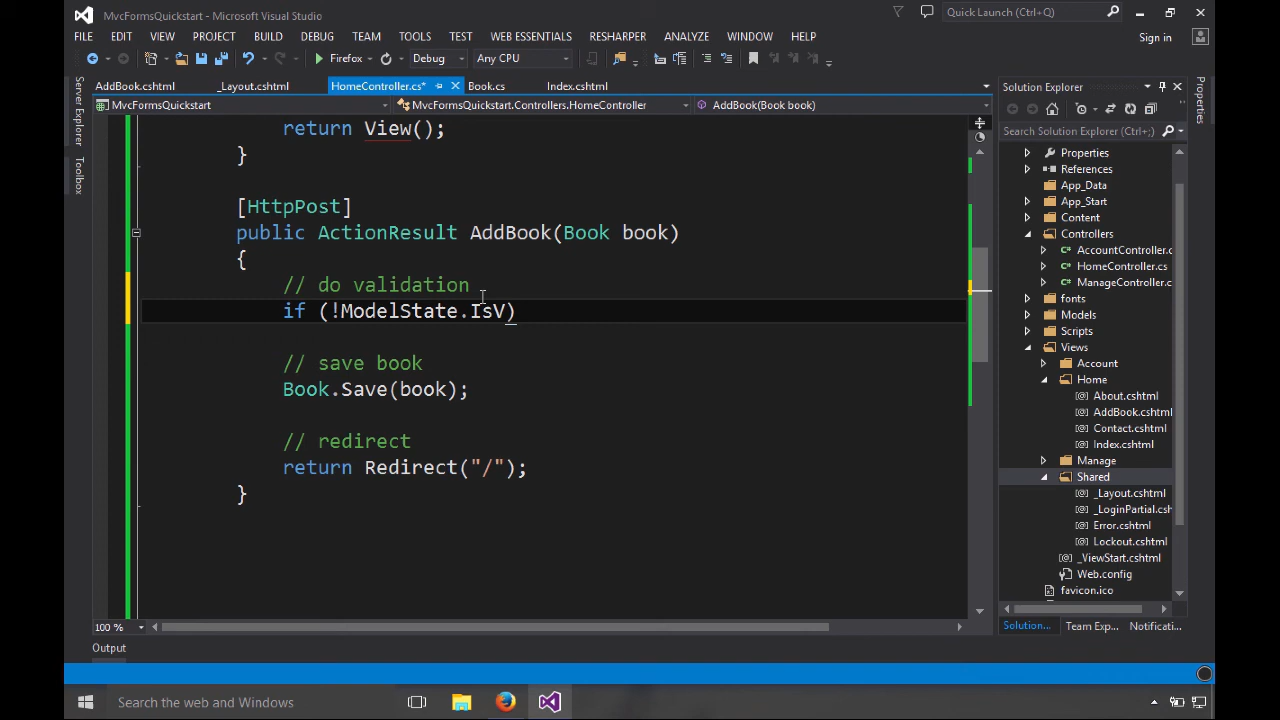 MvcFormsQuickstart - Microsoft Visual Studio
Quick Launch (Ctrl+Q)
FILE EDIT VIEW PROJECT BUILD DEBUG TEAM TOOLS TEST WEB ESSENTIALS RESHARPER ANALYZE WINDOW HELP
Sign in
Firefox Debug Any CPU
AddBook.cshtml _Layout.cshtml HomeController.cs* Book.cs Index.cshtml
MvcFormsQuickstart MvcFormsQuickstart.Controllers.HomeController AddBook(Book book)
Server Explorer
Toolbox
return View();
}
[HttpPost]
public ActionResult AddBook(Book book)
{
// do validation
if (!ModelState.IsV)
// save book
Book.Save(book);
// redirect
return Redirect("/");
}
100 %
Output
Solution Explorer
Search Solution Explorer (Ctrl+;)
Properties
References
App_Data
App_Start
Content
Controllers
AccountController.c
HomeController.cs
ManageController.c
fonts
Models
Scripts
Views
Account
Home
About.cshtml
AddBook.cshtml
Contact.cshtml
Index.cshtml
Manage
Shared
_Layout.cshtml
_LoginPartial.csh
Error.cshtml
Lockout.cshtml
_ViewStart.cshtml
Web.config
favicon.ico
Solution... Team Exp... Notificati...
Properties
Search the web and Windows